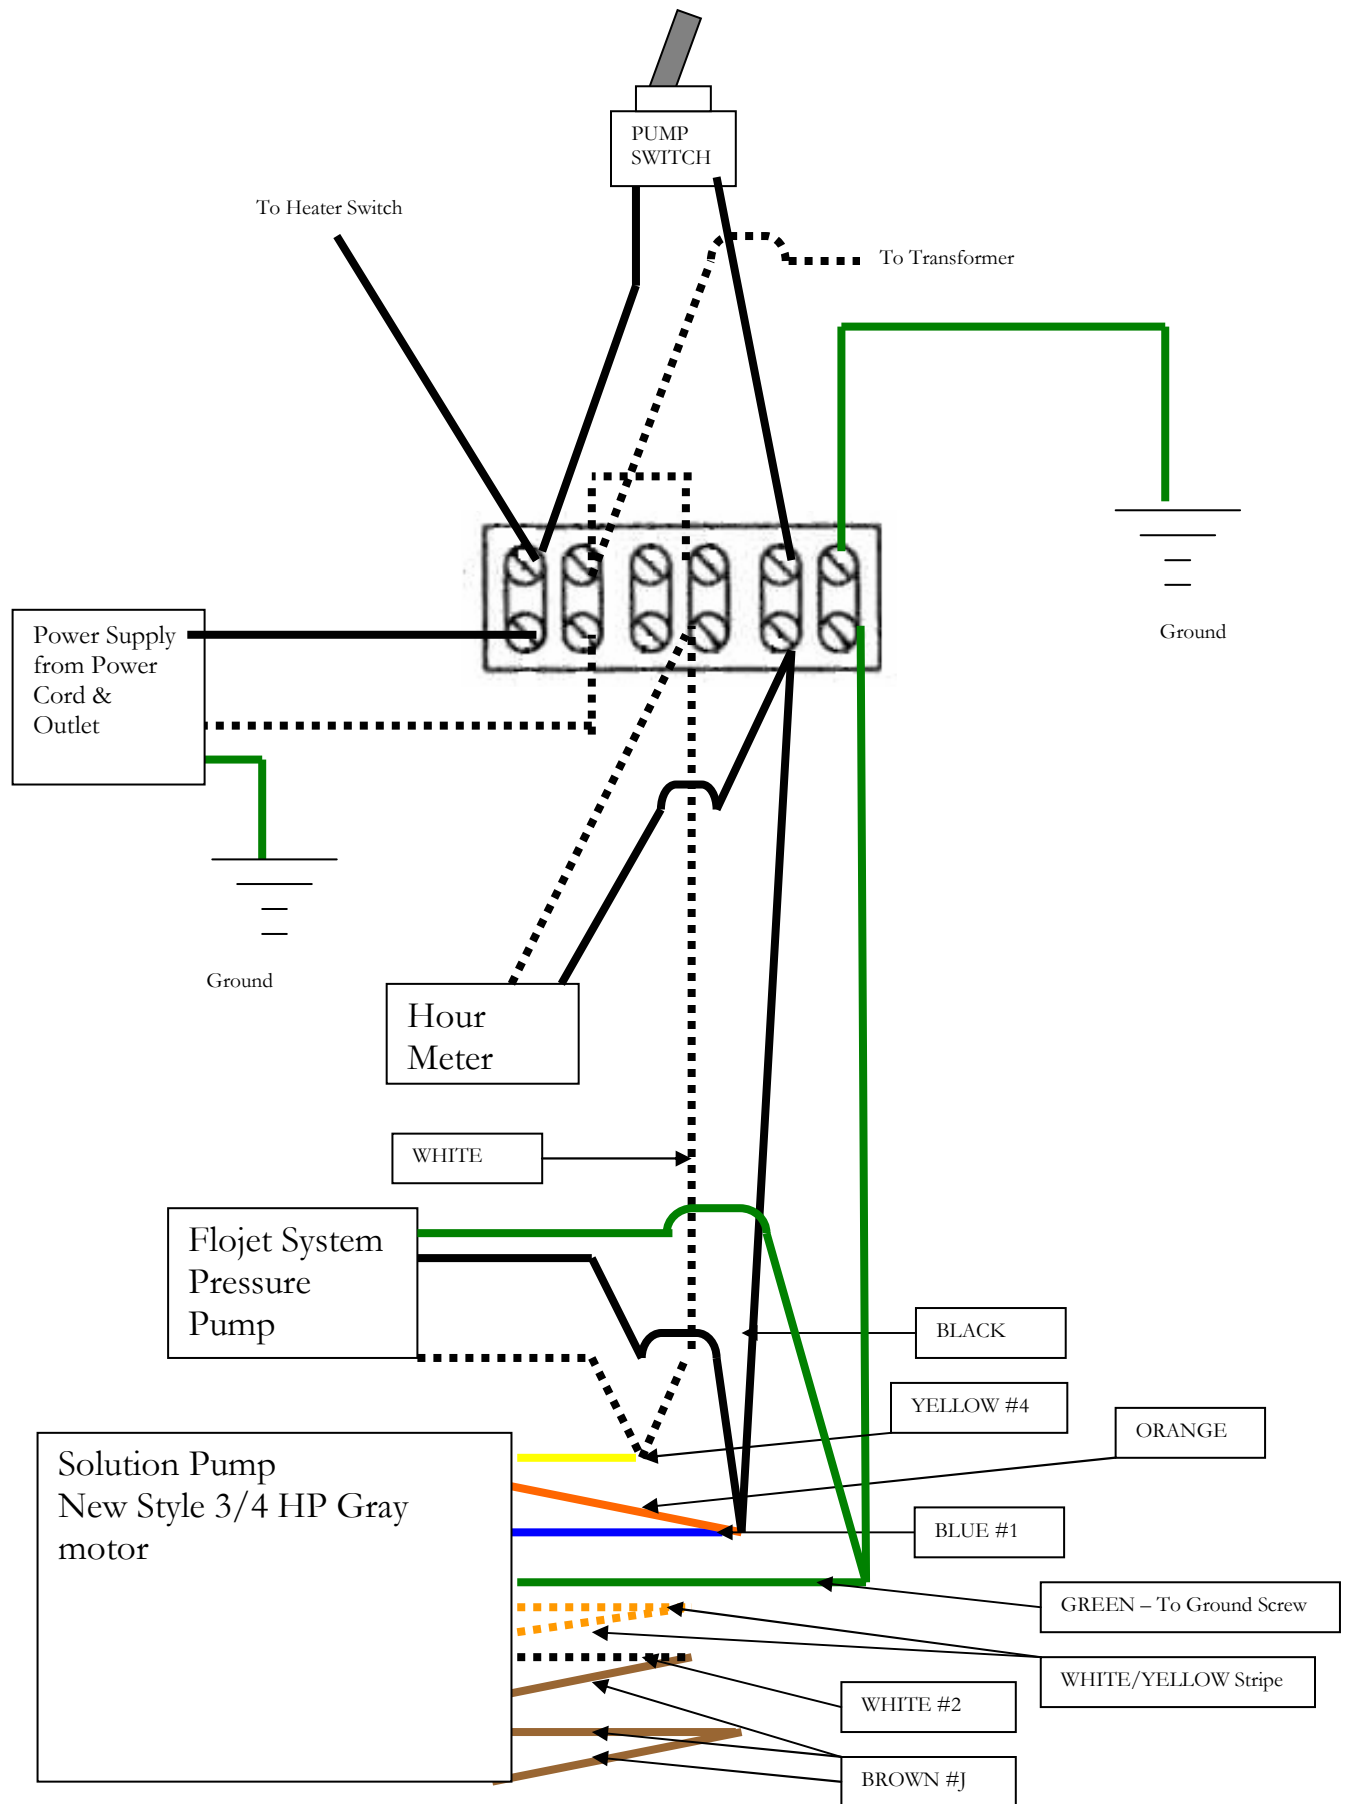 PUMP
SWITCH
To Heater Switch
To Transformer
Power Supply
from Power
Cord &
Outlet
Ground
Ground
Hour
Meter
WHITE
Flojet System
Pressure
Pump
BLACK
YELLOW #4
ORANGE
Solution Pump
New Style 3/4 HP Gray
motor
BLUE #1
GREEN – To Ground Screw
WHITE/YELLOW Stripe
WHITE #2
BROWN #J